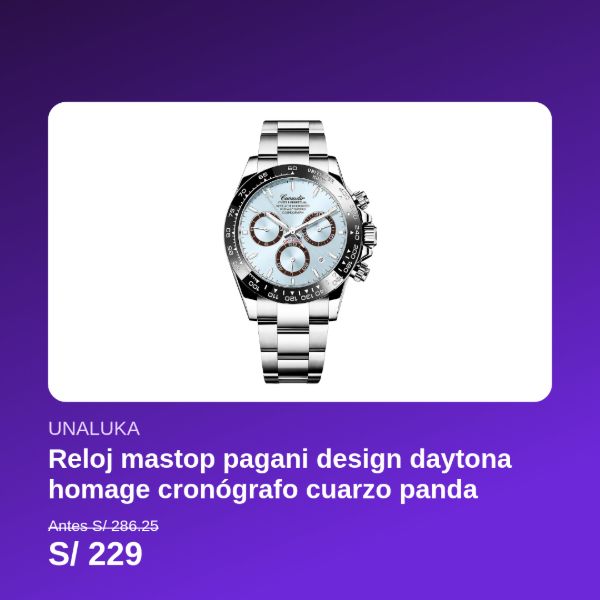 UNALUKA
Reloj mastop pagani design daytona
homage cronógrafo cuarzo panda
Antes S/ 286.25
S/ 229